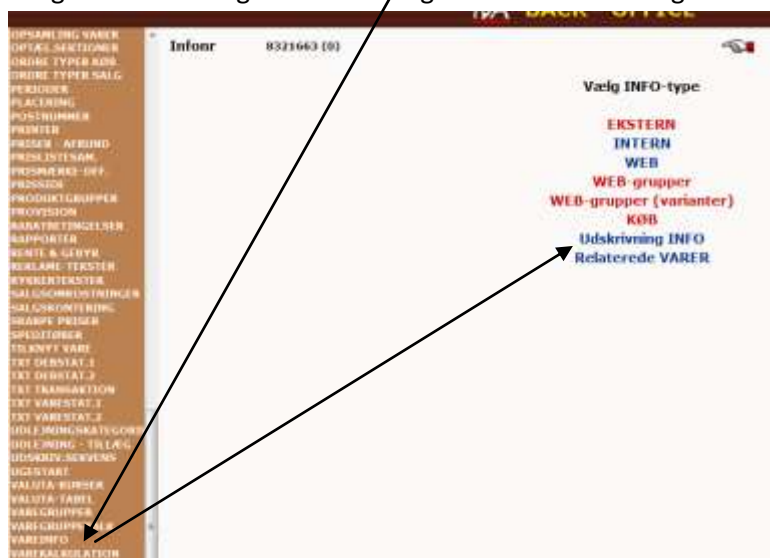 BACK OFFICE
OPSAMLING VARER
OPTÆL.SEKTIONER
ORDRE TYPER KØB
ORDRE TYPER SALG
PERIODER
PLACERING
POSTNUMMER
PRINTER
PRISER - AFRUND
PRISLISTESAM.
PRISMÆRKE-DEF.
PRISSIDE
PRODUKTGRUPPER
PROVISION
RABATBETINGELSER
RAPPORTER
RENTE & GEBYR
REKLAME-TEKSTER
RYKKERTEKSTER
SALGSOMKOSTNINGER
SALGSKONTERING
SKARPE PRISER
SPEDITØRER
TILKNYT VARE
TXT DEBSTAT.1
TXT DEBSTAT.2
TXT TRANSAKTION
TXT VARESTAT.1
TXT VARESTAT.2
UDLEJNINGSKATEGORI
UDLEJNING - TILLÆG
UDSKRIV.SEKVENS
UGESTART
VALUTA-KURSER
VALUTA-TABEL
VAREGRUPPER
VAREINFO
VAREKALKULATION
Infonr 8321663 (0)
Vælg INFO-type
EKSTERN
INTERN
WEB
WEB-grupper
WEB-grupper (varianter)
KØB
Udskrivning INFO
Relaterede VARER